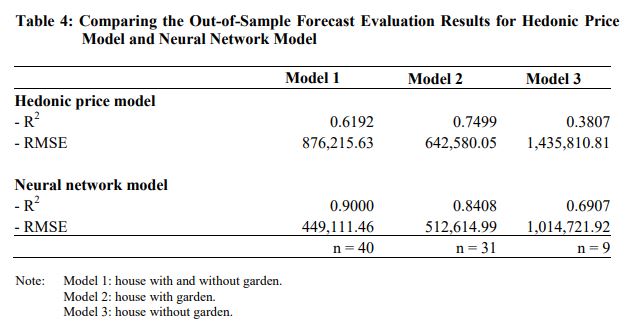 Table 4: Comparing the Out-of-Sample Forecast Evaluation Results for Hedonic Price
Model and Neural Network Model
Model 1 Model 2 Model 3
Hedonic price model
- R² 0.6192 0.7499 0.3807
- RMSE 876,215.63 642,580.05 1,435,810.81
Neural network model
- R² 0.9000 0.8408 0.6907
- RMSE 449,111.46 512,614.99 1,014,721.92
n = 40 n = 31 n = 9
Note: Model 1: house with and without garden.
Model 2: house with garden.
Model 3: house without garden.